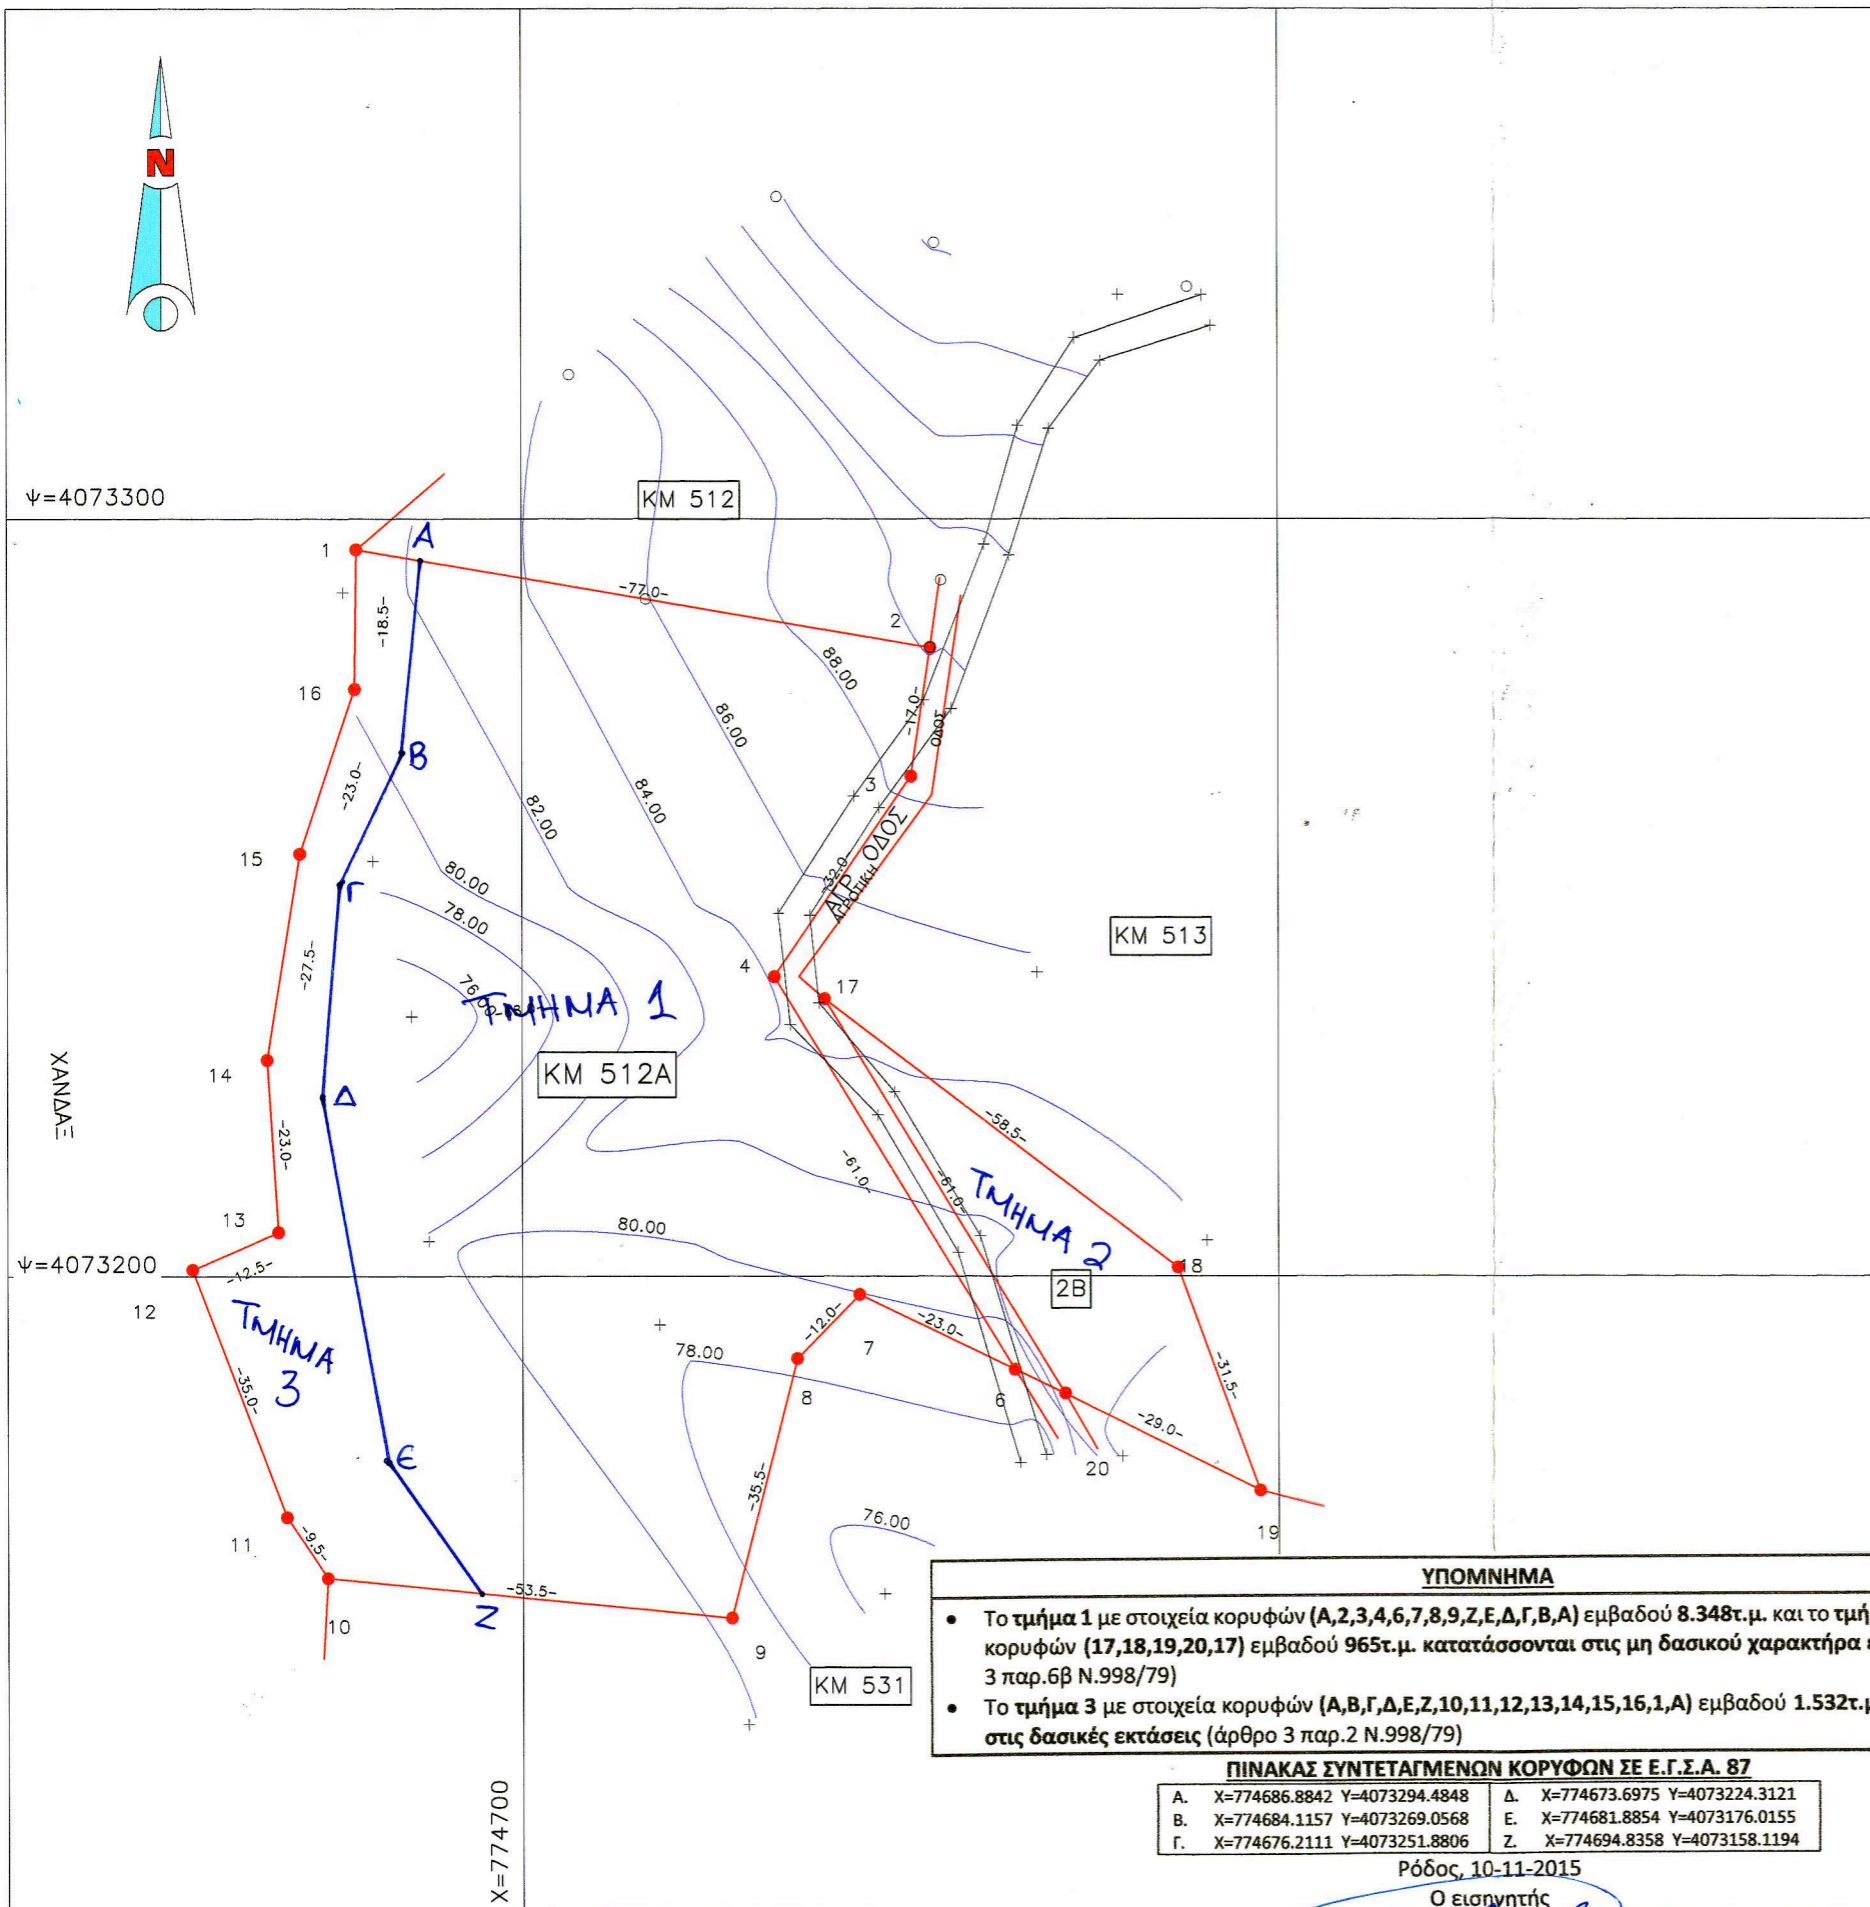 N
Ψ=4073300
ΚΜ 512
1
A
-77.0-
2
-18.5-
16
88.00
-17.0-
ΟΔΟΣ
86.00
B
-23.0-
3
84.00
82.00
15
80.00
Γ
-32.0-
ΑΓΡ. ΟΔΟΣ
ΑΓΡΟΤΙΚΗ
78.00
ΚΜ 513
-27.5-
4
17
76.00
ΤΜΗΜΑ 1
14
ΚΜ 512Α
ΧΑΝΔΑΞ
Δ
-23.0-
-58.5-
-61.0-
-61.0-
ΤΜΗΜΑ 2
13
80.00
Ψ=4073200
-12.5-
18
2Β
12
ΤΜΗΜΑ
3
-12.0-
-23.0-
7
78.00
-35.0-
8
6
-31.5-
-29.0-
Ε
20
-35.5-
11
-9.5-
76.00
19
-53.5-
Ζ
10
9
ΚΜ 531
Χ=774700
ΥΠΟΜΝΗΜΑ
• Το τμήμα 1 με στοιχεία κορυφών (Α,2,3,4,6,7,8,9,Ζ,Ε,Δ,Γ,Β,Α) εμβαδού 8.348τ.μ. και το τμή
κορυφών (17,18,19,20,17) εμβαδού 965τ.μ. κατατάσσονται στις μη δασικού χαρακτήρα ε
3 παρ.6β Ν.998/79)
• Το τμήμα 3 με στοιχεία κορυφών (Α,Β,Γ,Δ,Ε,Ζ,10,11,12,13,14,15,16,1,Α) εμβαδού 1.532τ.μ
στις δασικές εκτάσεις (άρθρο 3 παρ.2 Ν.998/79)
ΠΙΝΑΚΑΣ ΣΥΝΤΕΤΑΓΜΕΝΩΝ ΚΟΡΥΦΩΝ ΣΕ Ε.Γ.Σ.Α. 87
Α. Χ=774686.8842 Υ=4073294.4848 Δ. Χ=774673.6975 Υ=4073224.3121
Β. Χ=774684.1157 Υ=4073269.0568 Ε. Χ=774681.8854 Υ=4073176.0155
Γ. Χ=774676.2111 Υ=4073251.8806 Ζ. Χ=774694.8358 Υ=4073158.1194
Ρόδος, 10-11-2015
Ο εισηγητής